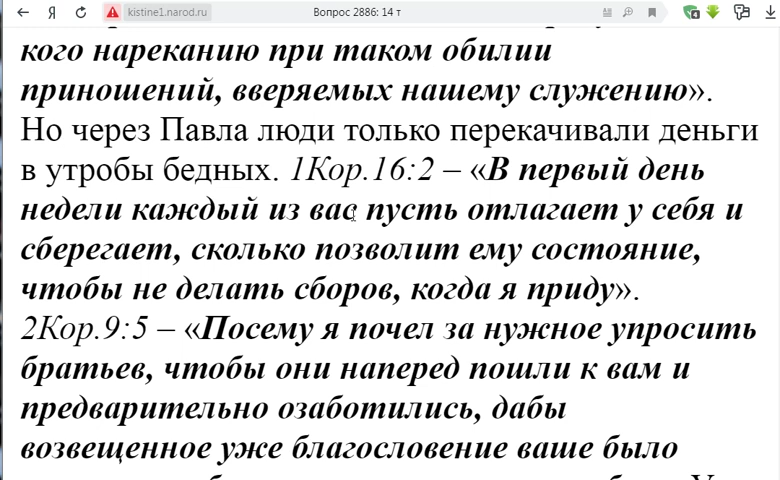 kistine1.narod.ru
Вопрос 2886: 14 т
4
кого нареканию при таком обилии
приношений, вверяемых нашему служению».
Но через Павла люди только перекачивали деньги
в утробы бедных. 1Кор.16:2 – «В первый день
недели каждый из вас пусть отлагает у себя и
сберегает, сколько позволит ему состояние,
чтобы не делать сборов, когда я приду».
2Кор.9:5 – «Посему я почел за нужное упросить
братьев, чтобы они наперед пошли к вам и
предварительно озаботились, дабы
возвещенное уже благословение ваше было